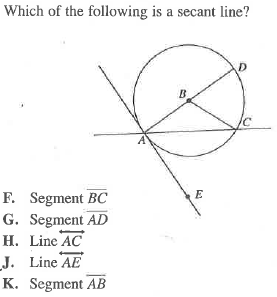 Which of the following is a secant line?
D
B
C
A
E
F. Segment BC
G. Segment AD
H. Line AC
J. Line AE
K. Segment AB